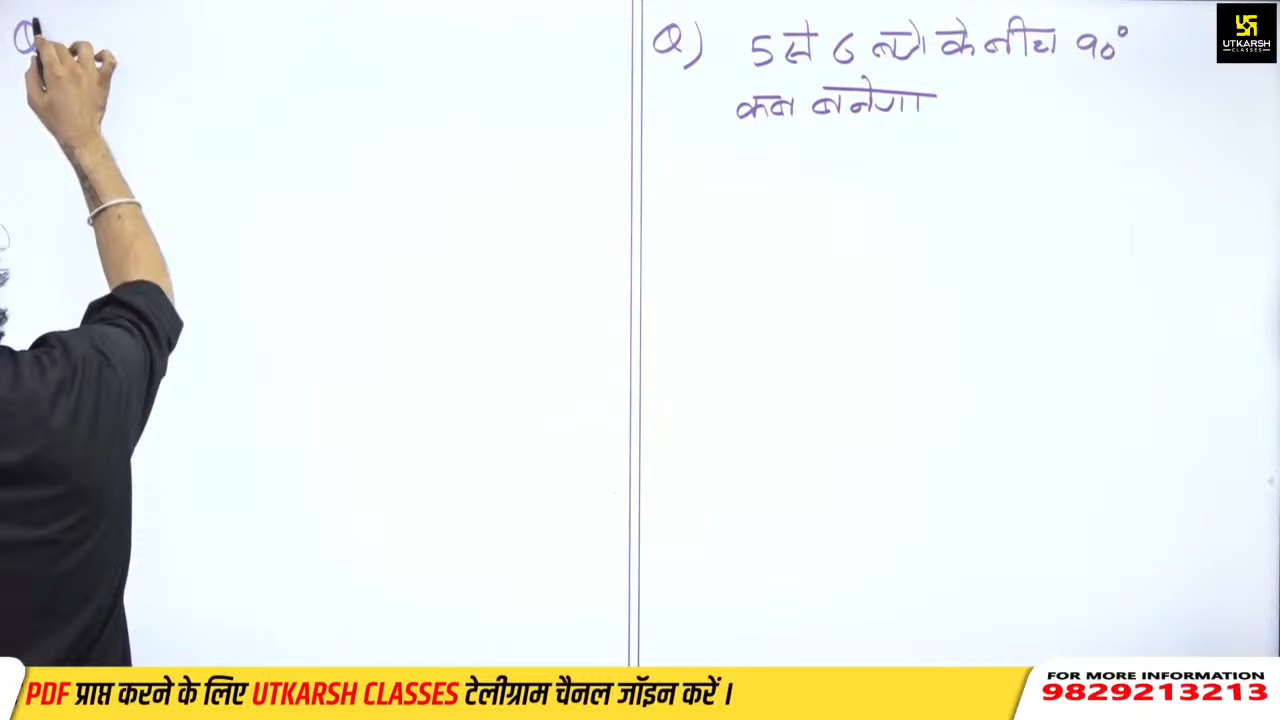 Q
Q) 5 से 6 बजे के बीच 90°
कब बनेगा
UTKARSH
CLASSES
PDF प्राप्त करने के लिए UTKARSH CLASSES टेलीग्राम चैनल जॉइन करें ।
FOR MORE INFORMATION
9829213213